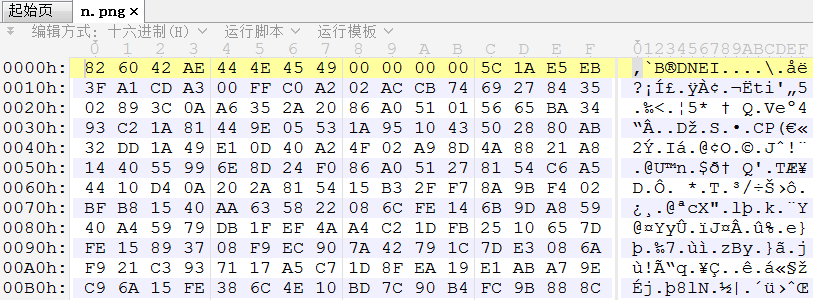 起始页 n. png ×
编辑方式: 十六进制(H) 运行脚本 运行模板
0 1 2 3 4 5 6 7 8 9 A B C D E F 0123456789ABCDEF
0000h: 82 60 42 AE 44 4E 45 49 00 00 00 00 5C 1A E5 EB ‚`B®DNEI....\.åë
0010h: 3F A1 CD A3 00 FF C0 A2 02 AC CB 74 69 27 84 35 ?¡Í£.ÿÀ¢.¬Ëti'„5
0020h: 02 89 3C 0A A6 35 2A 20 86 A0 51 01 56 65 BA 34 .‰<.¦5* † Q.Veº4
0030h: 93 C2 1A 81 44 9E 05 53 1A 95 10 43 50 28 80 AB “Â..Dž.S.•.CP(€«
0040h: 32 DD 1A 49 E1 0D 40 A2 4F 02 A9 8D 4A 88 21 A8 2Ý.Iá.@¢O.©.Jˆ!¨
0050h: 14 40 55 99 6E 8D 24 F0 86 A0 51 27 81 54 C6 A5 .@U™n.$ð† Q'.TÆ¥
0060h: 44 10 D4 0A 20 2A 81 54 15 B3 2F F7 8A 9B F4 02 D.Ô. *.T.³/÷Š›ô.
0070h: BF B8 15 40 AA 63 58 22 08 6C FE 14 6B 9D A8 59 ¿¸.@ªcX".lþ.k.¨Y
0080h: 40 A4 59 79 DB 1F EF 4A A4 C2 1D FB 25 10 65 7D @¤YyÛ.ïJ¤Â.û%.e}
0090h: FE 15 89 37 08 F9 EC 90 7A 42 79 1C 7D E3 08 6A þ.‰7.ùì.zBy.}ã.j
00A0h: F9 21 C3 93 71 17 A5 C7 1D 8F EA 19 E1 AB A7 9E ù!Ã“q.¥Ç..ê.á«§ž
00B0h: C9 6A 15 FE 38 6C 4E 10 BD 7C 90 B4 FC 9B 88 8C Éj.þ8lN.½|.´ü›ˆŒ